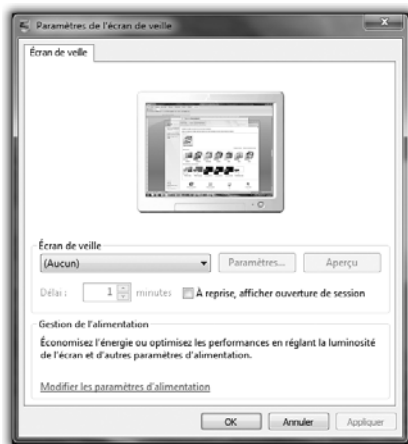 Paramètres de l'écran de veille
Écran de veille
Écran de veille
(Aucun)
Paramètres...
Aperçu
Délai :
1
minutes
À reprise, afficher ouverture de session
Gestion de l'alimentation
Économisez l'énergie ou optimisez les performances en réglant la luminosité
de l'écran et d'autres paramètres d'alimentation.
Modifier les paramètres d'alimentation
OK
Annuler
Appliquer